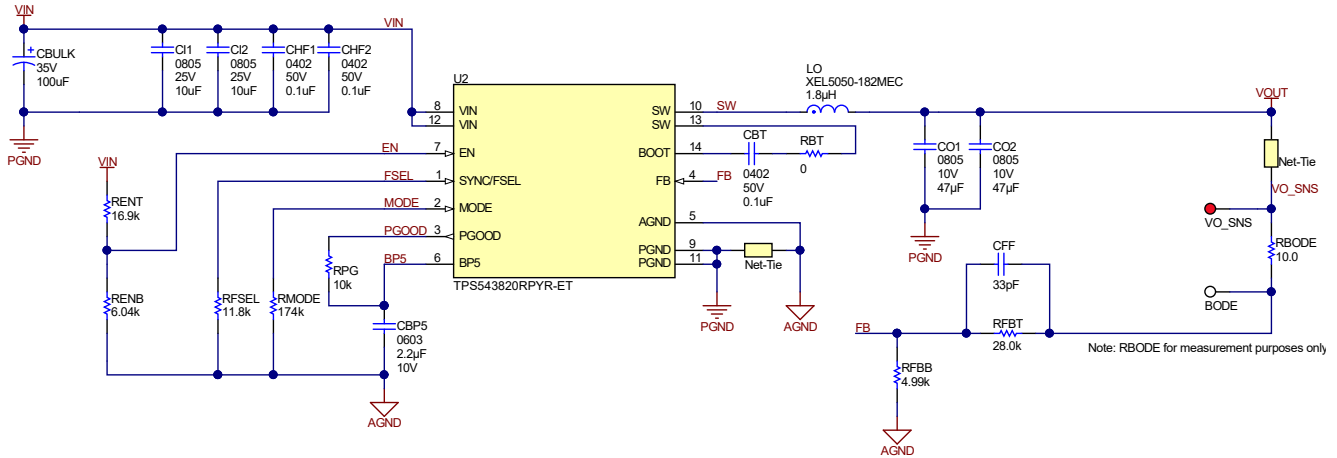 VIN
VIN
CBULK
35V
100uF
CI1
0805
25V
10uF
CI2
0805
25V
10uF
CHF1
0402
50V
0.1uF
CHF2
0402
50V
0.1uF
PGND
U2
8
VIN
12
VIN
EN
7
EN
FSEL
1
SYNC/FSEL
MODE
2
MODE
PGOOD
3
PGOOD
BP5
6
BP5
SW
10
SW
SW
13
BOOT
14
FB
4
FB
AGND
5
PGND
9
PGND
11
TPS543820RPYR-ET
VIN
RENT
16.9k
RENB
6.04k
RFSEL
11.8k
RMODE
174k
RPG
10k
CBP5
0603
2.2µF
10V
AGND
LO
XEL5050-182MEC
1.8µH
CBT
0402
50V
0.1uF
RBT
0
Net-Tie
PGND
AGND
CO1
0805
10V
47µF
CO2
0805
10V
47µF
PGND
VOUT
Net-Tie
VO_SNS
VO_SNS
RBODE
10.0
BODE
CFF
33pF
FB
RFBT
28.0k
RFBB
4.99k
AGND
Note: RBODE for measurement purposes only